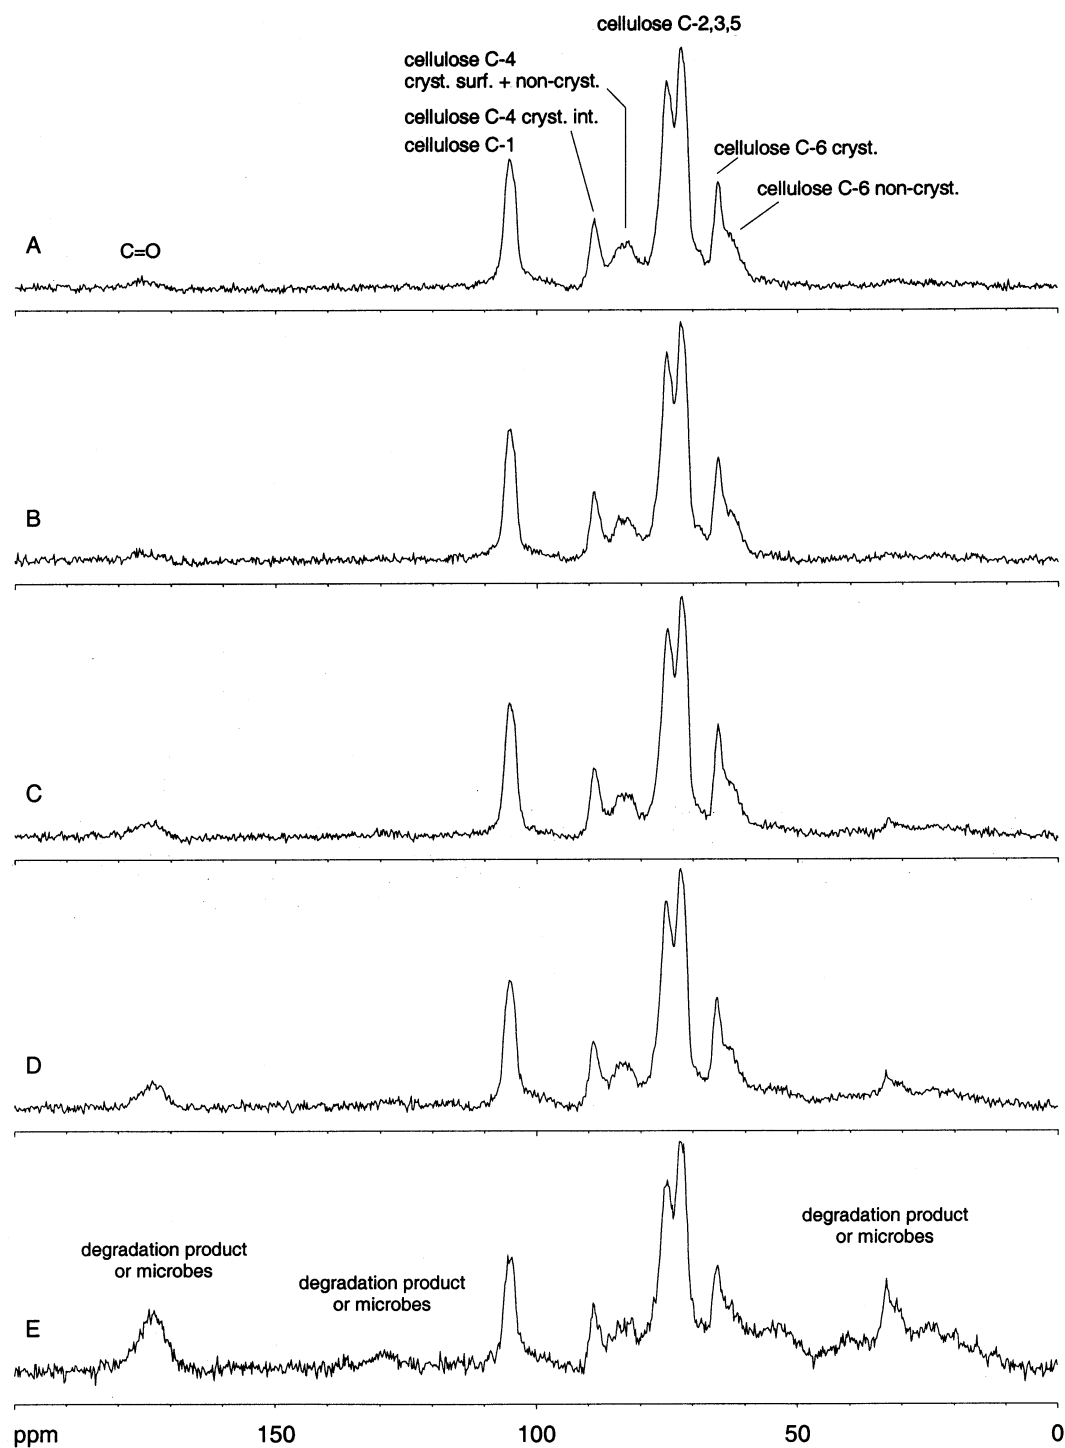 cellulose C-2,3,5
cellulose C-4
cryst. surf. + non-cryst.
cellulose C-4 cryst. int.
cellulose C-1
cellulose C-6 cryst.
cellulose C-6 non-cryst.
A
C=O
B
C
D
degradation product
or microbes
degradation product
or microbes
degradation product
or microbes
E
ppm 150 100 50 0